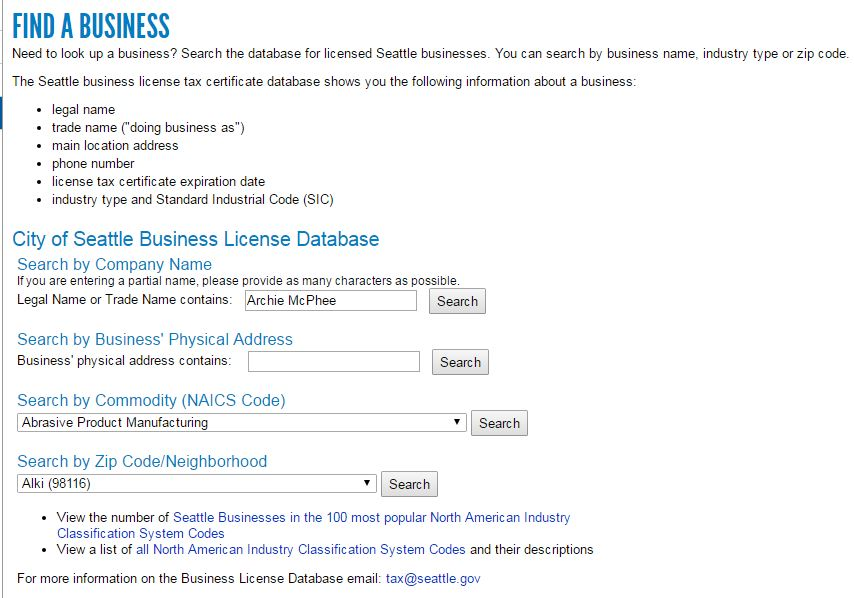 FIND A BUSINESS
Need to look up a business? Search the database for licensed Seattle businesses. You can search by business name, industry type or zip code.
The Seattle business license tax certificate database shows you the following information about a business:
• legal name
• trade name ("doing business as")
• main location address
• phone number
• license tax certificate expiration date
• industry type and Standard Industrial Code (SIC)
City of Seattle Business License Database
Search by Company Name
If you are entering a partial name, please provide as many characters as possible.
Legal Name or Trade Name contains: Archie McPhee Search
Search by Business' Physical Address
Business' physical address contains: Search
Search by Commodity (NAICS Code)
Abrasive Product Manufacturing Search
Search by Zip Code/Neighborhood
Alki (98116) Search
• View the number of Seattle Businesses in the 100 most popular North American Industry
Classification System Codes
• View a list of all North American Industry Classification System Codes and their descriptions
For more information on the Business License Database email: tax@seattle.gov